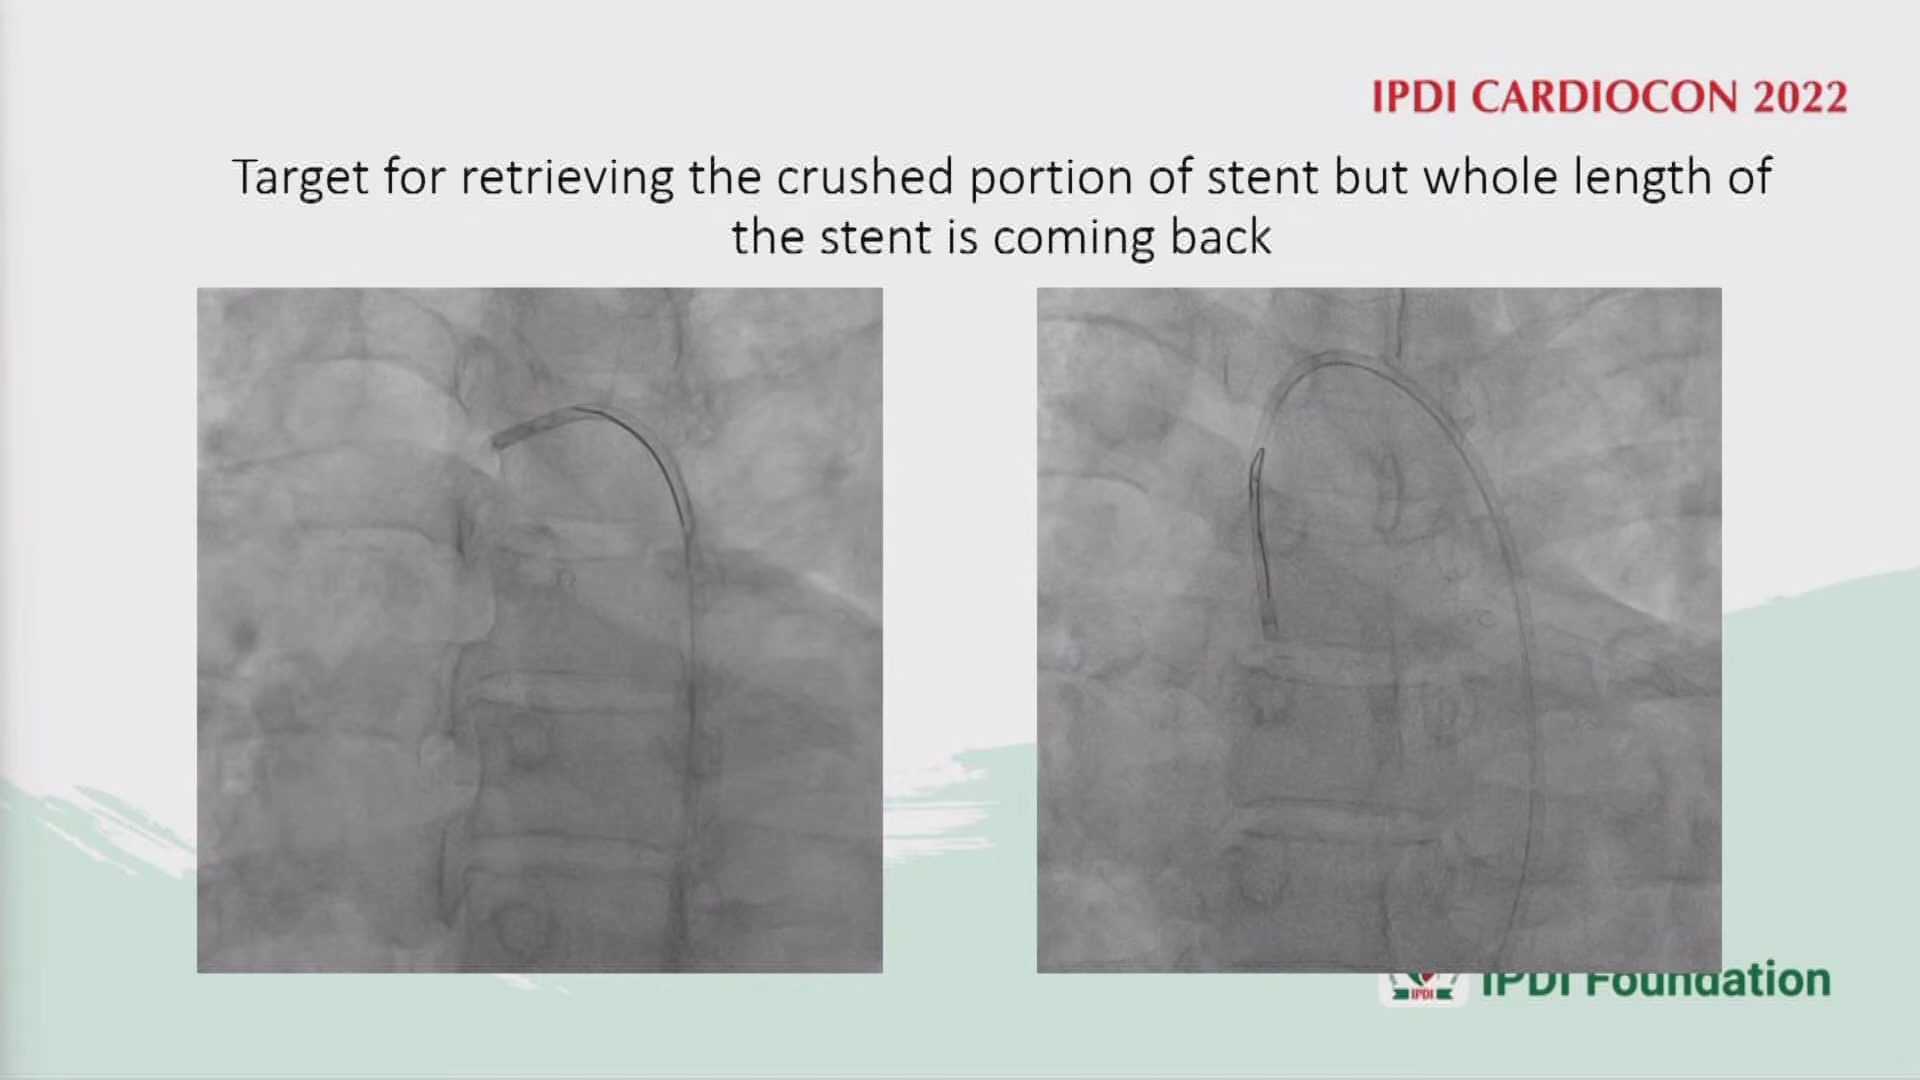 IPDI CARDIOCON 2022
Target for retrieving the crushed portion of stent but whole length of
the stent is coming back
IPDI
IPDI Foundation